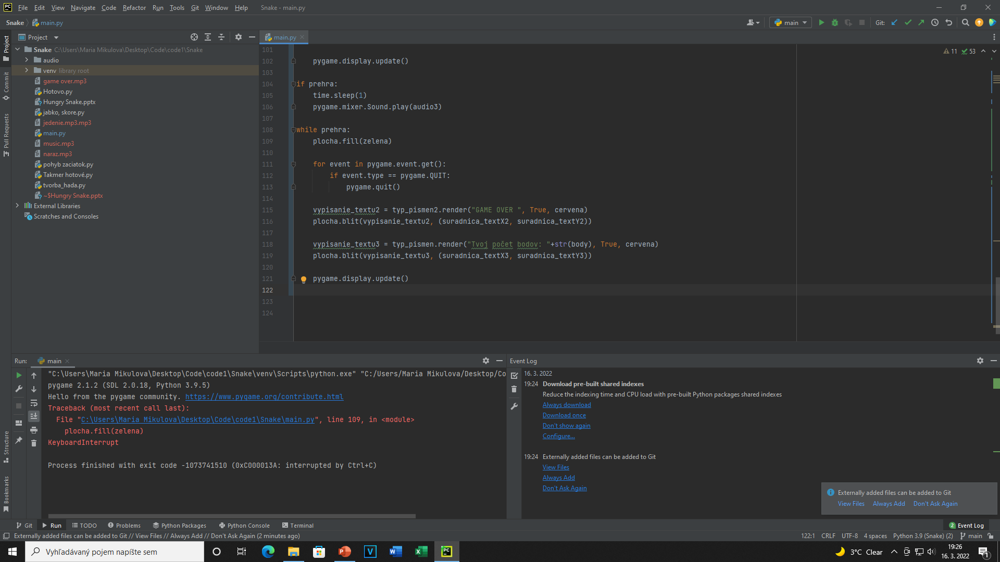 PC File Edit View Navigate Code Refactor Run Tools Git Window Help Snake - main.py
Snake main.py main Git:
Project
main.py
Project
Commit
Pull Requests
Structure
Bookmarks
Snake C:\Users\Maria Mikulova\Desktop\Code\code1\Snake
audio
venv library root
game over.mp3
Hotovo.py
Hungry Snake.pptx
jabko, skore.py
jedenie.mp3.mp3
main.py
music.mp3
naraz.mp3
pohyb zaciatok.py
Takmer hotové.py
tvorba_hada.py
~$Hungry Snake.pptx
External Libraries
Scratches and Consoles
11 53
101
102 pygame.display.update()
103
104 if prehra:
105 time.sleep(1)
106 pygame.mixer.Sound.play(audio3)
107
108 while prehra:
109 plocha.fill(zelena)
110
111 for event in pygame.event.get():
112 if event.type == pygame.QUIT:
113 pygame.quit()
114
115 vypisanie_textu2 = typ_pismen2.render("GAME OVER ", True, cervena)
116 plocha.blit(vypisanie_textu2, (suradnica_textX2, suradnica_textY2))
117
118 vypisanie_textu3 = typ_pismen.render("Tvoj počet bodov: "+str(body), True, cervena)
119 plocha.blit(vypisanie_textu3, (suradnica_textX3, suradnica_textY3))
120
121 pygame.display.update()
122
123
124
Run: main
"C:\Users\Maria Mikulova\Desktop\Code\code1\Snake\venv\Scripts\python.exe" "C:/Users/Maria Mikulova/Desktop/Co
pygame 2.1.2 (SDL 2.0.18, Python 3.9.5)
Hello from the pygame community. https://www.pygame.org/contribute.html
Traceback (most recent call last):
File "C:\Users\Maria Mikulova\Desktop\Code\code1\Snake\main.py", line 109, in <module>
plocha.fill(zelena)
KeyboardInterrupt
Process finished with exit code -1073741510 (0xC000013A: interrupted by Ctrl+C)
Event Log
16. 3. 2022
19:24 Download pre-built shared indexes
Reduce the indexing time and CPU load with pre-built Python packages shared indexes
Always download
Download once
Don't show again
Configure...
19:24 Externally added files can be added to Git
View Files
Always Add
Don't Ask Again
Externally added files can be added to Git
View Files Always Add Don't Ask Again
Git Run TODO Problems Python Packages Python Console Terminal 2 Event Log
Externally added files can be added to Git // View Files // Always Add // Don't Ask Again (2 minutes ago) 122:1 CRLF UTF-8 4 spaces Python 3.9 (Snake) (2) main
Vyhľadávaný pojem napíšte sem
P V W X PC
3°C Clear
19:26
16. 3. 2022
1